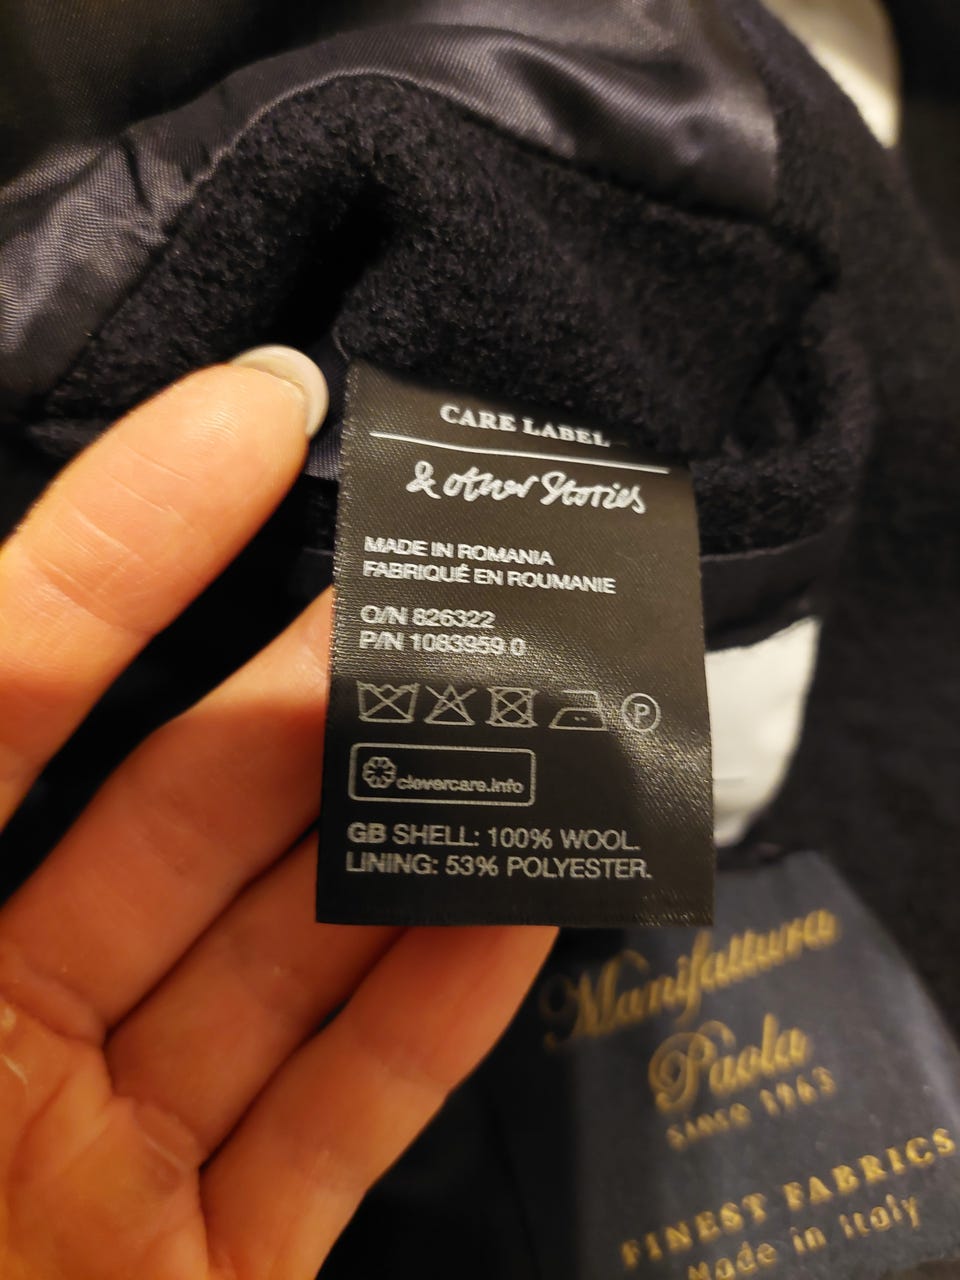 CARE LABEL
& other Stories
MADE IN ROMANIA
FABRIQUÉ EN ROUMANIE
O/N 826322
P/N 1083959.0
P
clevercare.info
GB SHELL: 100% WOOL.
LINING: 53% POLYESTER.
Manifattura
Paola
since 1963
FINEST FABRICS
Made in Italy